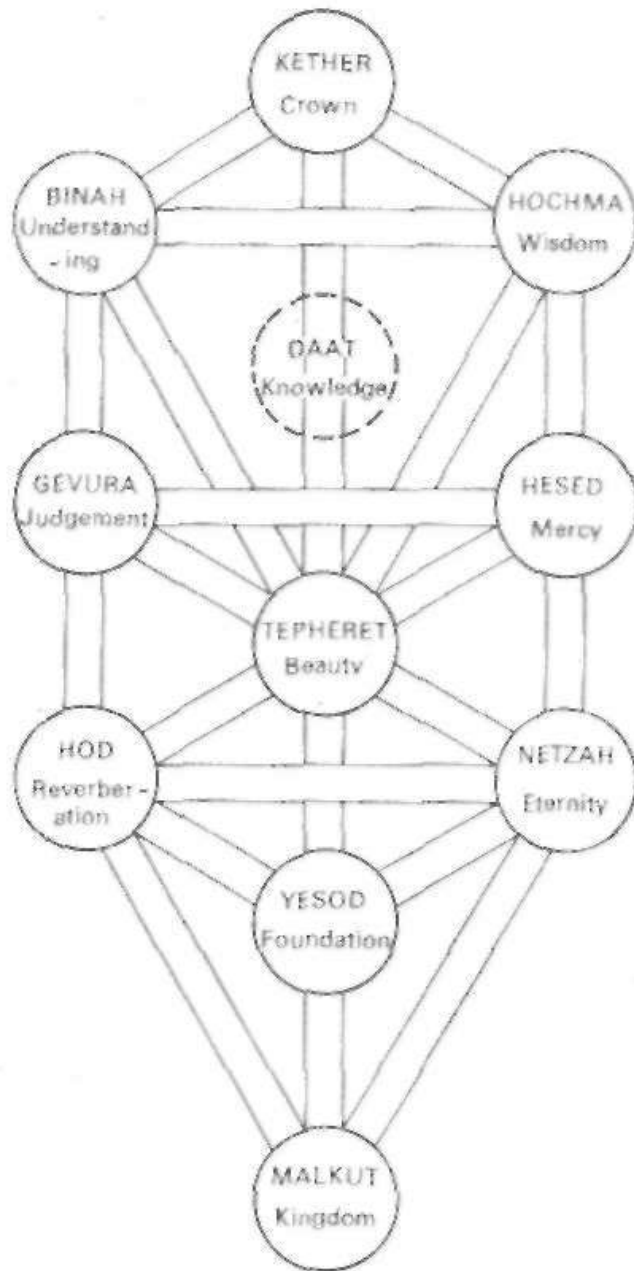 KETHER
Crown
BINAH
Understand
-ing
HOCHMA
Wisdom
DAAT
Knowledge
GEVURA
Judgement
HESED
Mercy
TEPHERET
Beauty
HOD
Reverber-
ation
NETZAH
Eternity
YESOD
Foundation
MALKUT
Kingdom